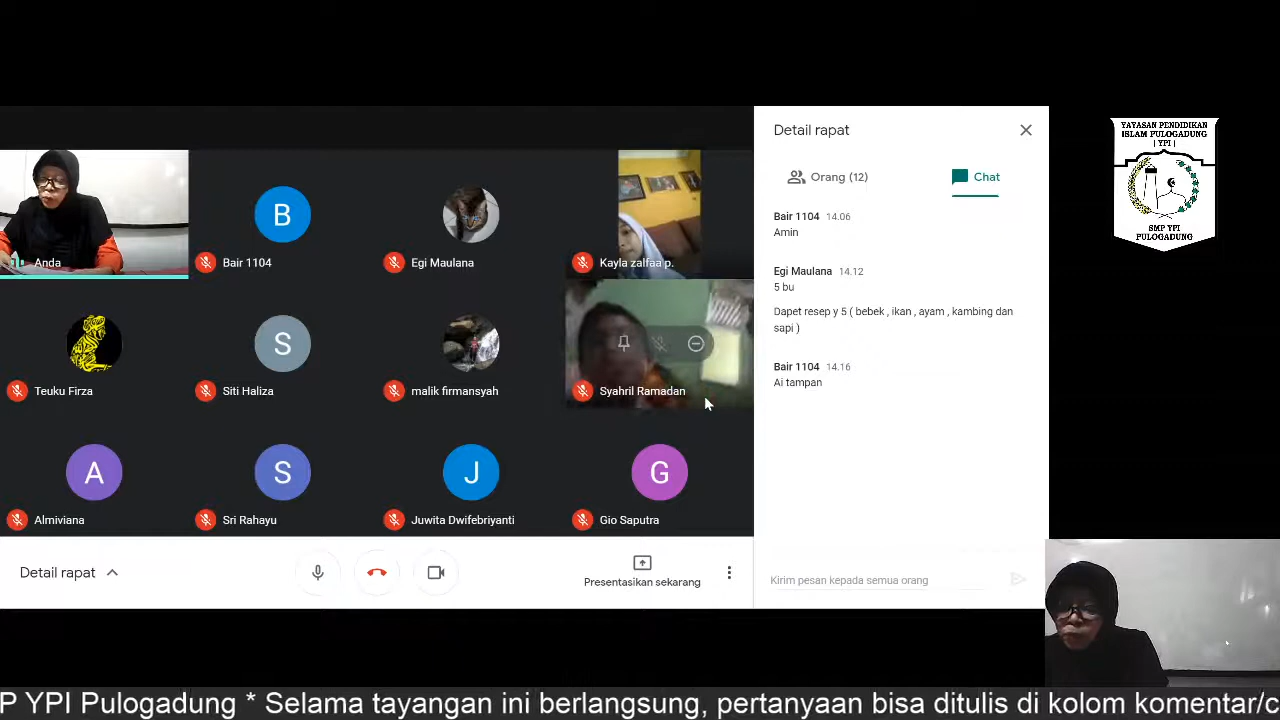 Detail rapat
Orang (12)
Chat
Bair 1104 14.06
Amin
Egi Maulana 14.12
5 bu
Dapet resep y 5 ( bebek , ikan , ayam , kambing dan
sapi )
Bair 1104 14.16
Ai tampan
Kirim pesan kepada semua orang
Anda
B
Bair 1104
Egi Maulana
Kayla zalfaa p.
Teuku Firza
S
Siti Haliza
malik firmansyah
Syahril Ramadan
A
Almiviana
S
Sri Rahayu
J
Juwita Dwifebriyanti
G
Gio Saputra
Detail rapat
Presentasikan sekarang
YAYASAN PENDIDIKAN
ISLAM PULOGADUNG
( YPI )
SMP YPI
PULOGADUNG
P YPI Pulogadung * Selama tayangan ini berlangsung, pertanyaan bisa ditulis di kolom komentar/c